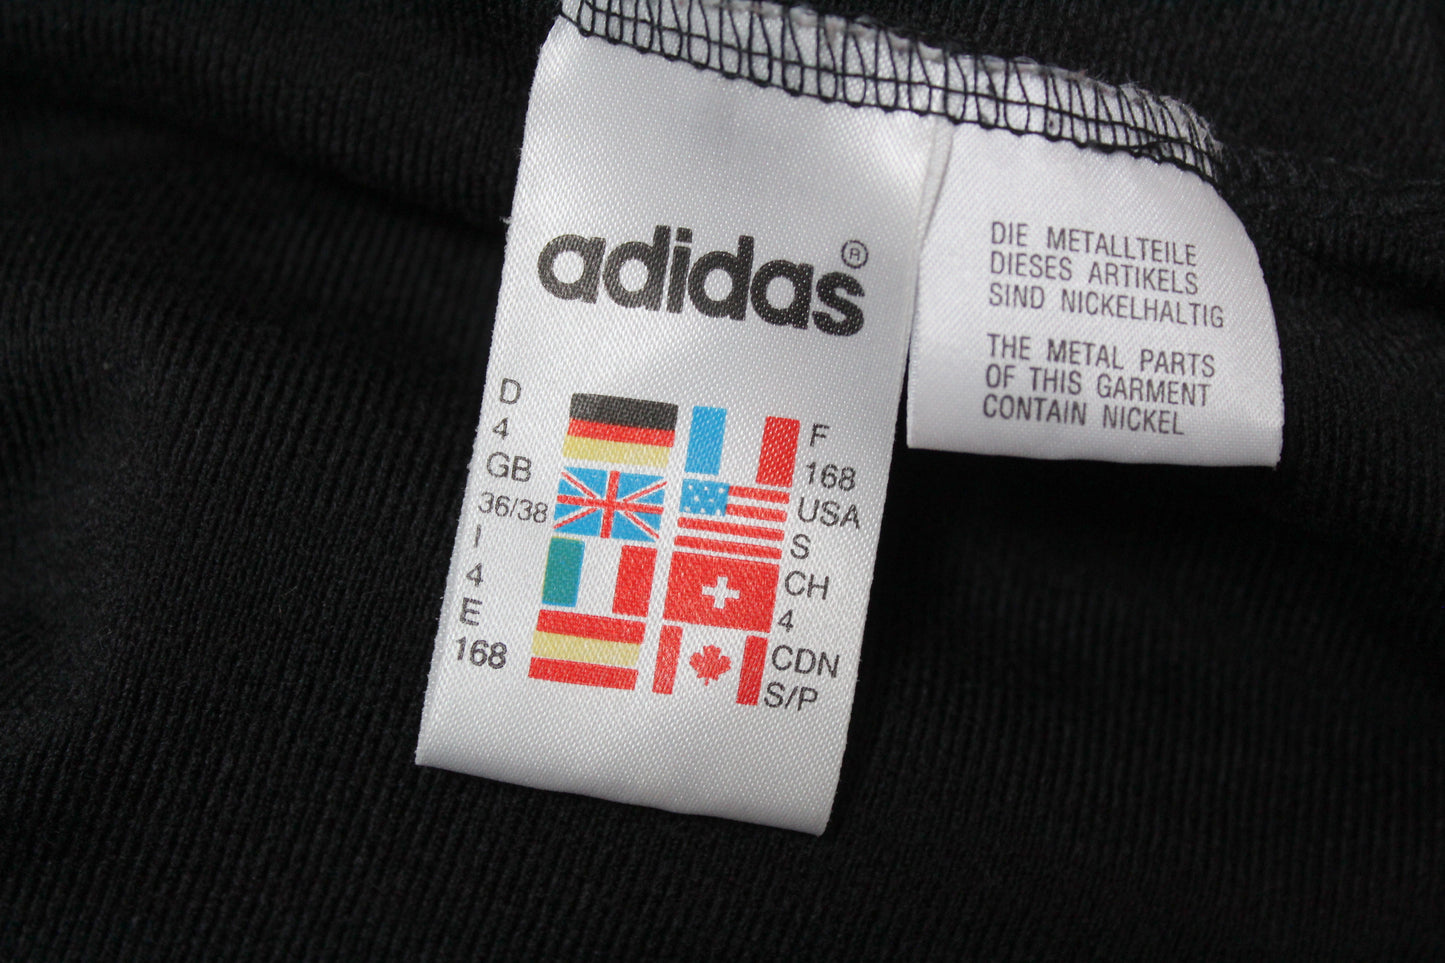 adidas®
D
4
GB
36/38
I
4
E
168
F
168
USA
S
CH
4
CDN
S/P
DIE METALLTEILE
DIESES ARTIKELS
SIND NICKELHALTIG
THE METAL PARTS
OF THIS GARMENT
CONTAIN NICKEL